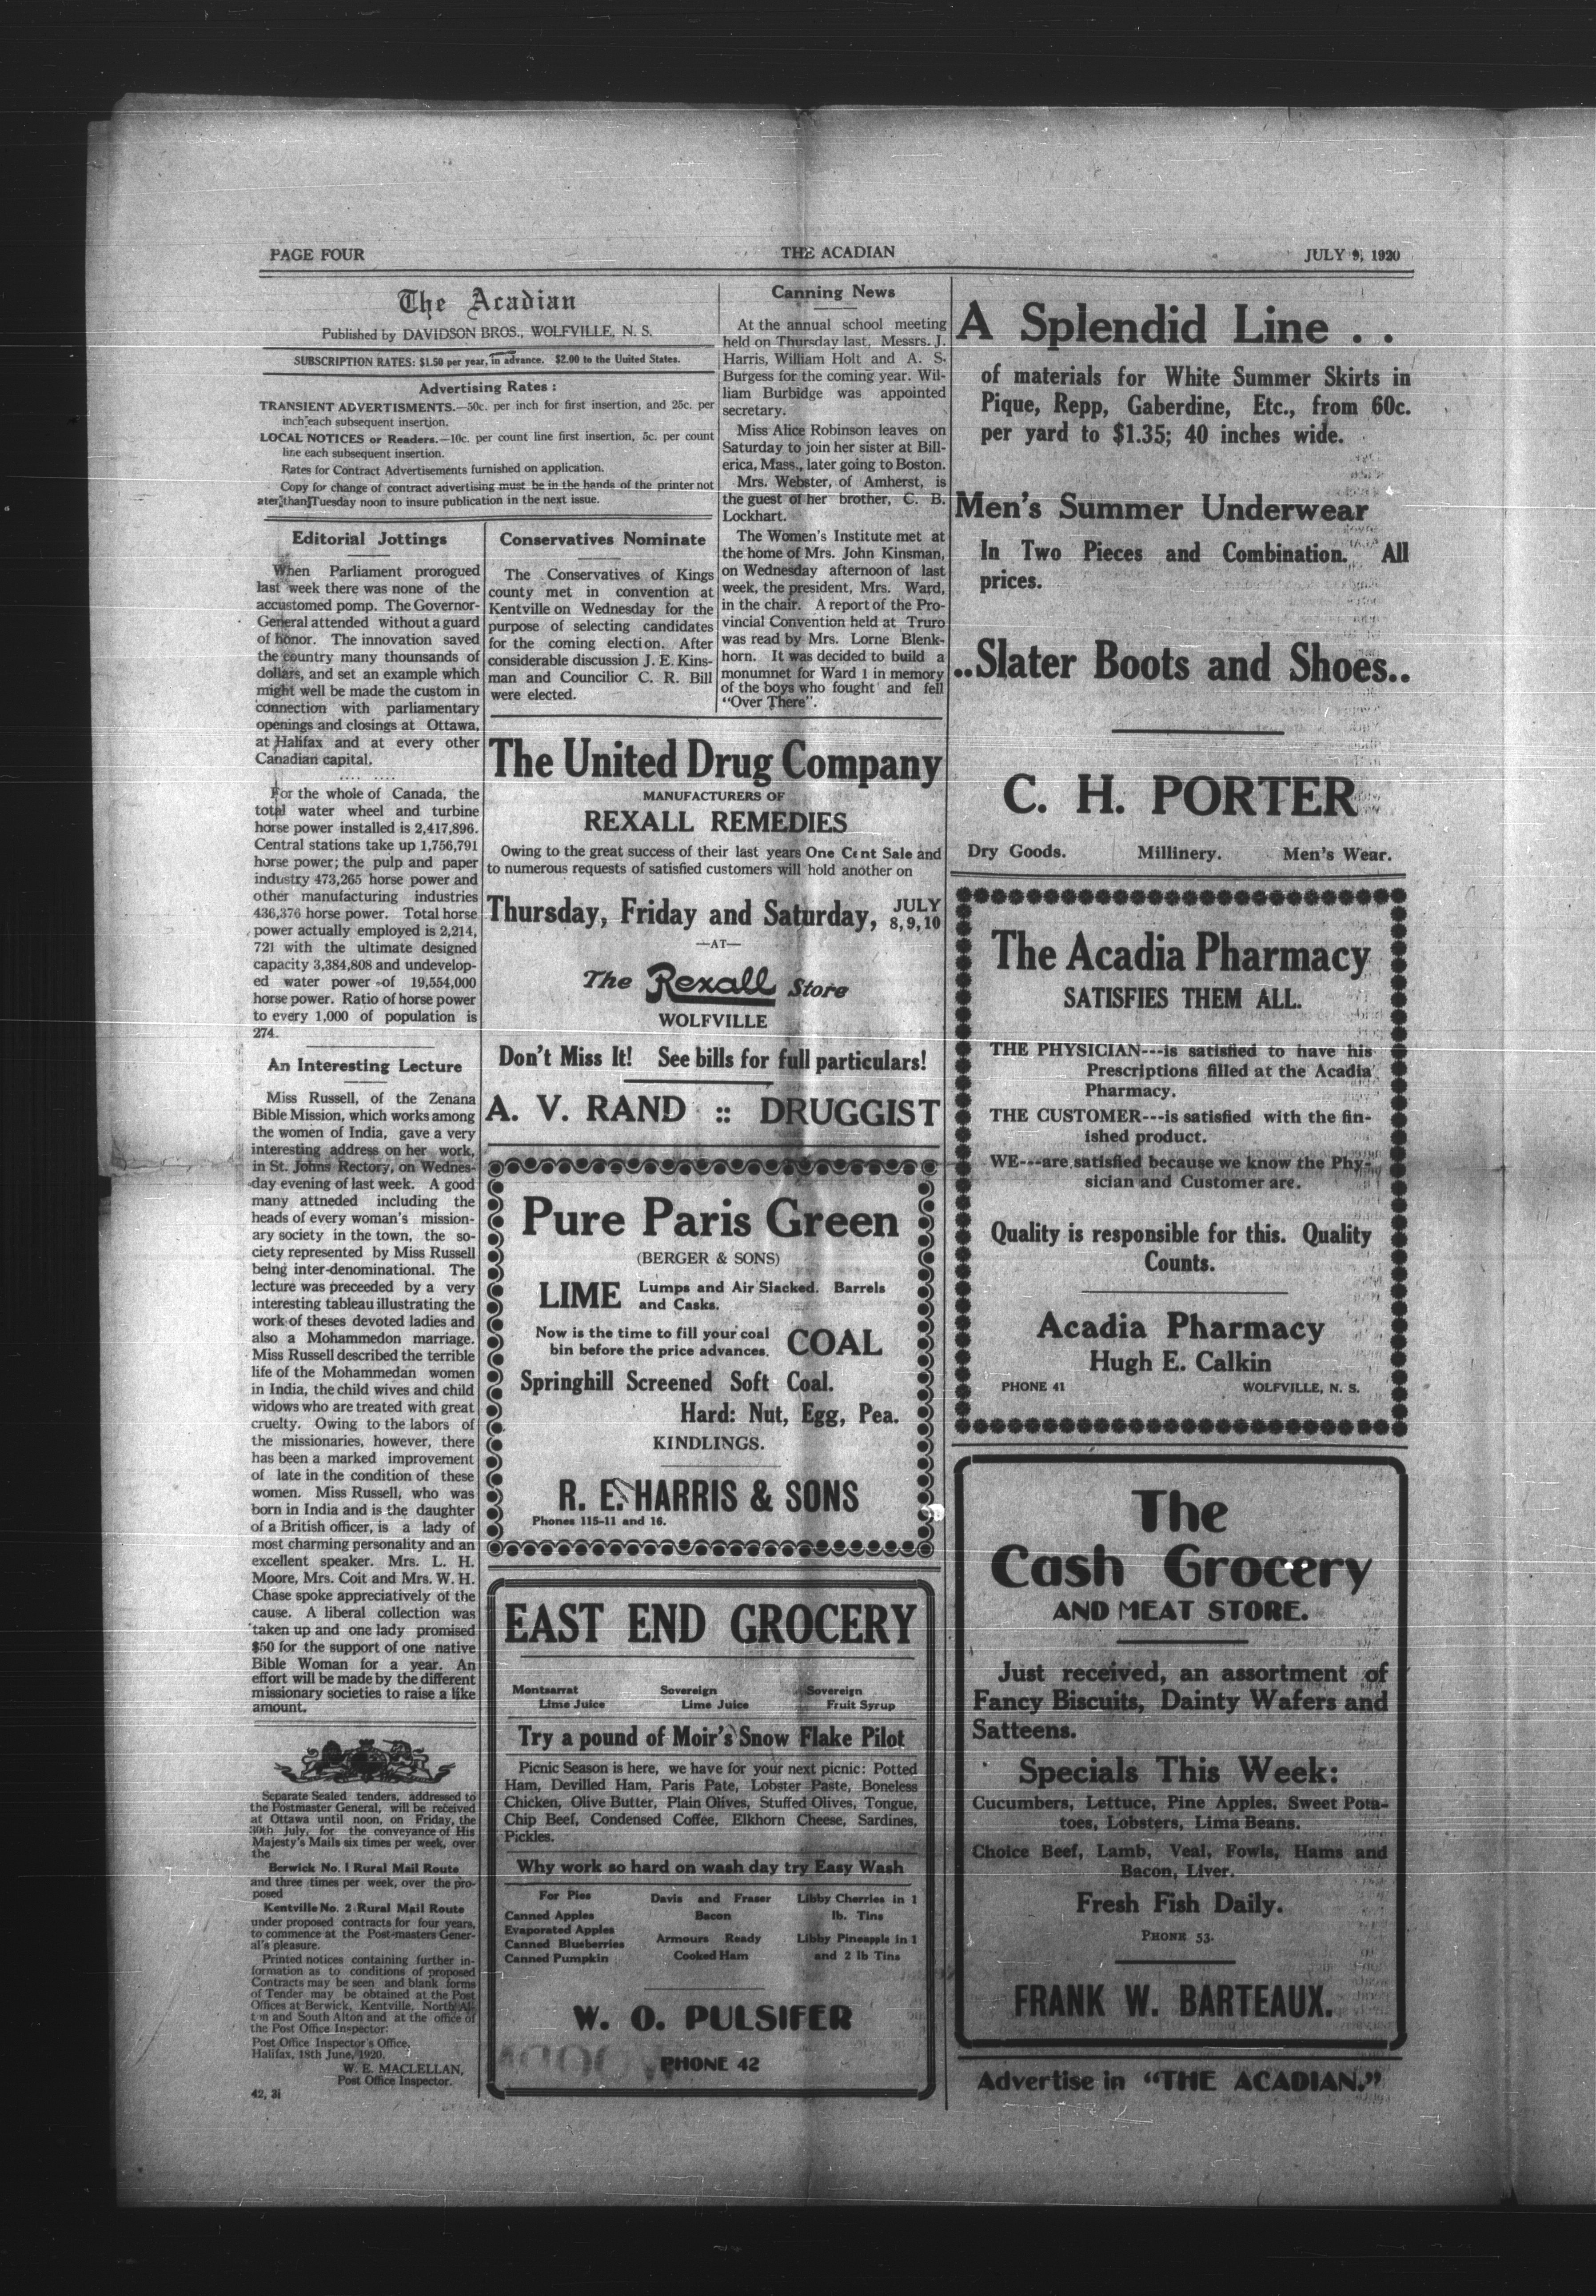 PAGE FOUR
THE ACADIAN
JULY 9, 1920
The Acadian
Published by DAVIDSON BROS., WOLFVILLE, N. S.
SUBSCRIPTION RATES: $1.50 per year, in advance. $2.00 to the United States.
Advertising Rates :
TRANSIENT ADVERTISMENTS.—50c. per inch for first insertion, and 25c. per
inch each subsequent insertion.
LOCAL NOTICES or Readers.—10c. per count line first insertion, 5c. per count
line each subsequent insertion.
Rates for Contract Advertisements furnished on application.
Copy for change of contract advertising must be in the hands of the printer not
ater than Tuesday noon to insure publication in the next issue.
Editorial Jottings
When Parliament prorogued
last week there was none of the
accustomed pomp. The Governor-
General attended without a guard
of honor. The innovation saved
the country many thounsands of
dollars, and set an example which
might well be made the custom in
connection with parliamentary
openings and closings at Ottawa,
at Halifax and at every other
Canadian capital.
.... ....
For the whole of Canada, the
total water wheel and turbine
horse power installed is 2,417,896.
Central stations take up 1,756,791
horse power; the pulp and paper
industry 473,265 horse power and
other manufacturing industries
436,376 horse power. Total horse
power actually employed is 2,214,
721 with the ultimate designed
capacity 3,384,808 and undevelop-
ed water power of 19,554,000
horse power. Ratio of horse power
to every 1,000 of population is
274.
An Interesting Lecture
Miss Russell, of the Zenana
Bible Mission, which works among
the women of India, gave a very
interesting address on her work,
in St. Johns Rectory, on Wednes-
day evening of last week. A good
many attneded including the
heads of every woman's mission-
ary society in the town, the so-
ciety represented by Miss Russell
being inter-denominational. The
lecture was preceeded by a very
interesting tableau illustrating the
work of theses devoted ladies and
also a Mohammedon marriage.
Miss Russell described the terrible
life of the Mohammedan women
in India, the child wives and child
widows who are treated with great
cruelty. Owing to the labors of
the missionaries, however, there
has been a marked improvement
of late in the condition of these
women. Miss Russell, who was
born in India and is the daughter
of a British officer, is a lady of
most charming personality and an
excellent speaker. Mrs. L. H.
Moore, Mrs. Coit and Mrs. W. H.
Chase spoke appreciatively of the
cause. A liberal collection was
taken up and one lady promised
$50 for the support of one native
Bible Woman for a year. An
effort will be made by the different
missionary societies to raise a like
amount.
Separate Sealed tenders, addressed to
the Postmaster General, will be received
at Ottawa until noon, on Friday, the
30th July, for the conveyance of His
Majesty's Mails six times per week, over
the
Berwick No. 1 Rural Mail Route
and three times per week, over the pro-
posed
Kentville No. 2 Rural Mail Route
under proposed contracts for four years,
to commence at the Post-masters Gener-
al's pleasure.
Printed notices containing further in-
formation as to conditions of proposed
Contracts may be seen and blank forms
of Tender may be obtained at the Post
Offices at Berwick, Kentville, North Al-
ton and South Alton and at the office of
the Post Office Inspector:
Post Office Inspector's Office,
Halifax, 18th June, 1920.
W. E. MACLELLAN,
Post Office Inspector.
42, 3i
Conservatives Nominate
The Conservatives of Kings
county met in convention at
Kentville on Wednesday for the
purpose of selecting candidates
for the coming election. After
considerable discussion J. E. Kins-
man and Councilior C. R. Bill
were elected.
Canning News
At the annual school meeting
held on Thursday last, Messrs. J.
Harris, William Holt and A. S.
Burgess for the coming year. Wil-
liam Burbidge was appointed
secretary.
Miss Alice Robinson leaves on
Saturday to join her sister at Bill-
erica, Mass., later going to Boston.
Mrs. Webster, of Amherst, is
the guest of her brother, C. B.
Lockhart.
The Women's Institute met at
the home of Mrs. John Kinsman,
on Wednesday afternoon of last
week, the president, Mrs. Ward,
in the chair. A report of the Pro-
vincial Convention held at Truro
was read by Mrs. Lorne Blenk-
horn. It was decided to build a
monumnet for Ward 1 in memory
of the boys who fought and fell
"Over There".
The United Drug Company
MANUFACTURERS OF
REXALL REMEDIES
Owing to the great success of their last years One Cent Sale and
to numerous requests of satisfied customers will hold another on
Thursday, Friday and Saturday, JULY 8, 9, 10
—AT—
The Rexall Store
WOLFVILLE
Don't Miss It! See bills for full particulars!
A. V. RAND :: DRUGGIST
Pure Paris Green
(BERGER & SONS)
LIME Lumps and Air Slacked. Barrels
and Casks.
Now is the time to fill your coal
bin before the price advances. COAL
Springhill Screened Soft Coal.
Hard: Nut, Egg, Pea.
KINDLINGS.
R. E. HARRIS & SONS
Phones 115-11 and 16.
EAST END GROCERY
Montsarrat
Lime Juice
Sovereign
Lime Juice
Sovereign
Fruit Syrup
Try a pound of Moir's Snow Flake Pilot
Picnic Season is here, we have for your next picnic: Potted
Ham, Devilled Ham, Paris Pate, Lobster Paste, Boneless
Chicken, Olive Butter, Plain Olives, Stuffed Olives, Tongue,
Chip Beef, Condensed Coffee, Elkhorn Cheese, Sardines,
Pickles.
Why work so hard on wash day try Easy Wash
For Pies
Canned Apples
Evaporated Apples
Canned Blueberries
Canned Pumpkin
Davis and Fraser
Bacon
Armours Ready
Cooked Ham
Libby Cherries in 1
lb. Tins
Libby Pineapple in 1
and 2 lb Tins
W. O. PULSIFER
PHONE 42
A Splendid Line . .
of materials for White Summer Skirts in
Pique, Repp, Gaberdine, Etc., from 60c.
per yard to $1.35; 40 inches wide.
Men's Summer Underwear
In Two Pieces and Combination. All
prices.
..Slater Boots and Shoes..
C. H. PORTER
Dry Goods. Millinery. Men's Wear.
The Acadia Pharmacy
SATISFIES THEM ALL.
THE PHYSICIAN---is satisfied to have his
Prescriptions filled at the Acadia
Pharmacy.
THE CUSTOMER---is satisfied with the fin-
ished product.
WE---are satisfied because we know the Phy-
sician and Customer are.
Quality is responsible for this. Quality
Counts.
Acadia Pharmacy
Hugh E. Calkin
PHONE 41 WOLFVILLE, N. S.
The
Cash Grocery
AND MEAT STORE.
Just received, an assortment of
Fancy Biscuits, Dainty Wafers and
Satteens.
Specials This Week:
Cucumbers, Lettuce, Pine Apples, Sweet Pota-
toes, Lobsters, Lima Beans.
Choice Beef, Lamb, Veal, Fowls, Hams and
Bacon, Liver.
Fresh Fish Daily.
PHONE 53.
FRANK W. BARTEAUX.
Advertise in "THE ACADIAN."